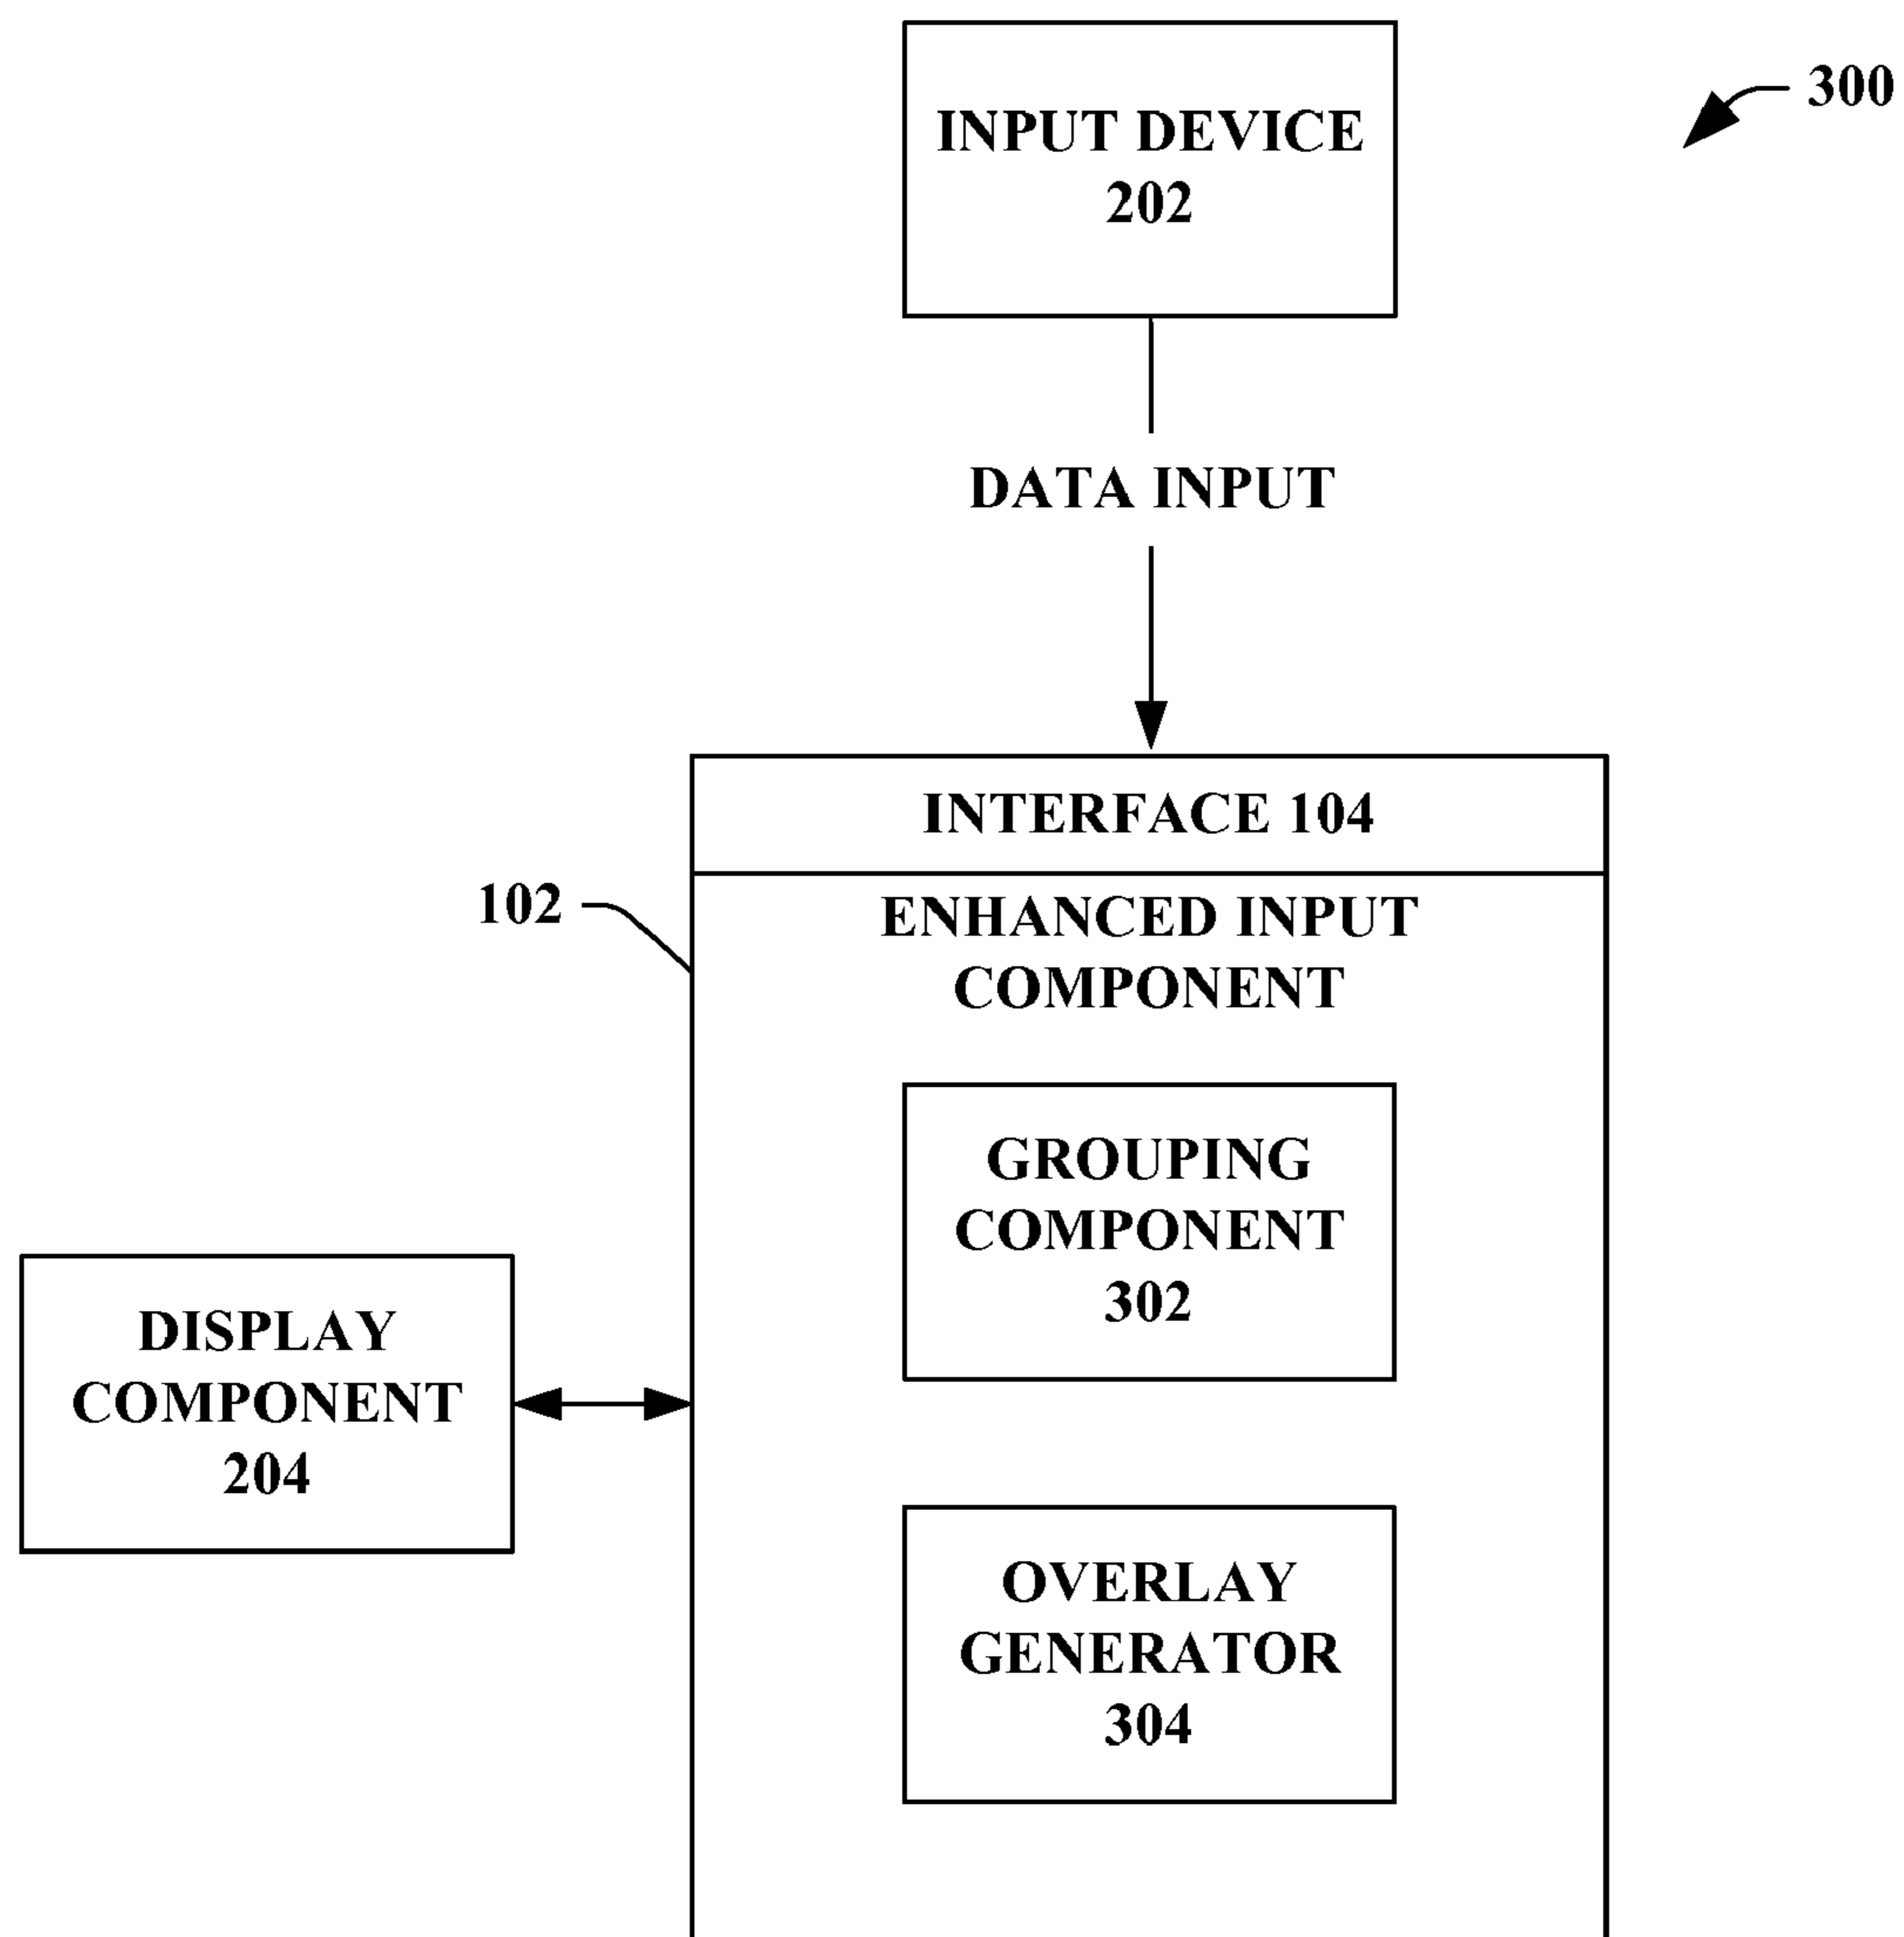 INPUT DEVICE
202
300
DATA INPUT
INTERFACE 104
102
ENHANCED INPUT
COMPONENT
GROUPING
COMPONENT
302
DISPLAY
COMPONENT
204
OVERLAY
GENERATOR
304